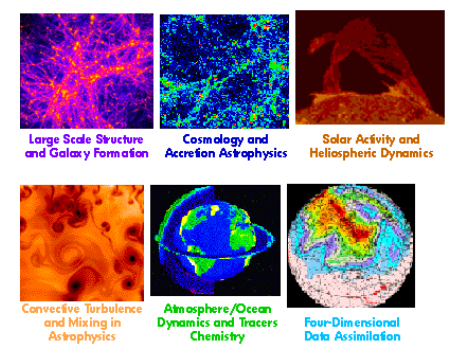 Large Scale Structure
and Galaxy Formation
Cosmology and
Accretion Astrophysics
Solar Activity and
Heliospheric Dynamics
Convective Turbulence
and Mixing in
Astrophysics
Atmosphere/Ocean
Dynamics and Tracers
Chemistry
Four-Dimensional
Data Assimilation